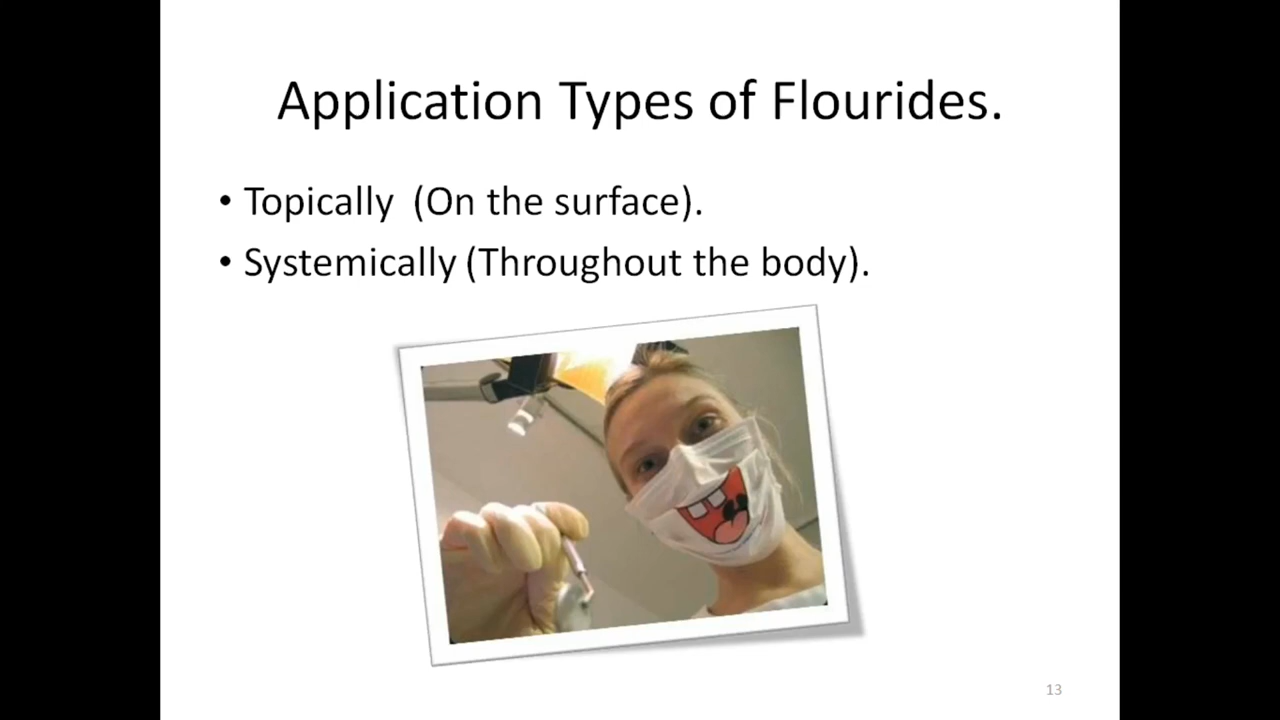 Application Types of Flourides.
• Topically (On the surface).
• Systemically (Throughout the body).
13